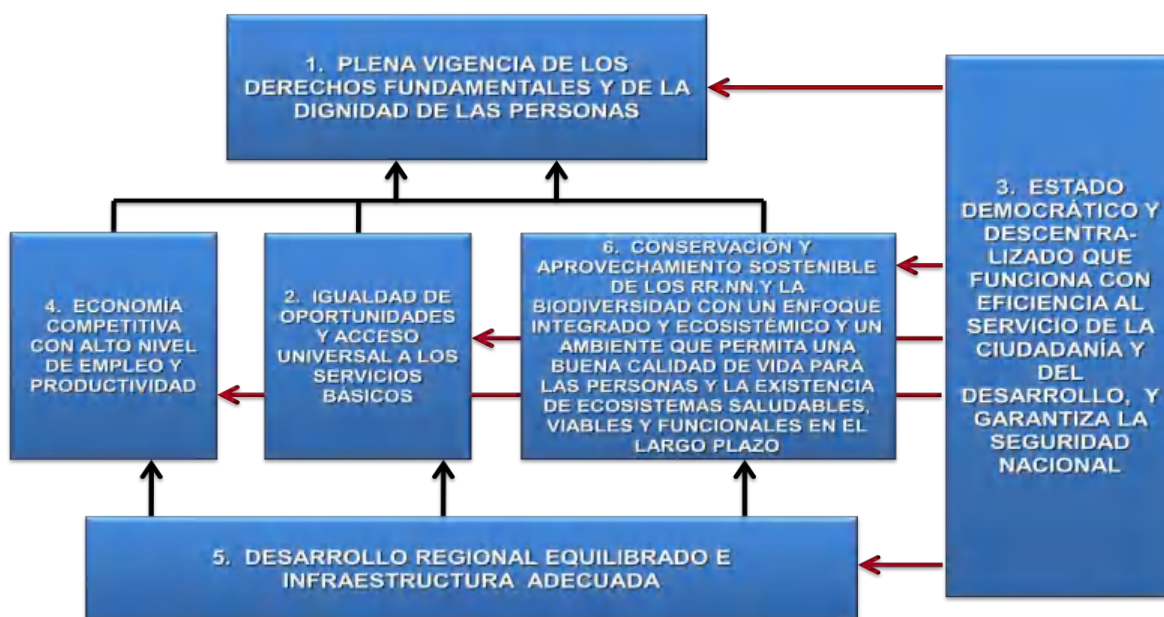 1. PLENA VIGENCIA DE LOS
DERECHOS FUNDAMENTALES Y DE LA
DIGNIDAD DE LAS PERSONAS
4. ECONOMÍA
COMPETITIVA
CON ALTO NIVEL
DE EMPLEO Y
PRODUCTIVIDAD
2. IGUALDAD DE
OPORTUNIDADES
Y ACCESO
UNIVERSAL A LOS
SERVICIOS
BÁSICOS
6. CONSERVACIÓN Y
APROVECHAMIENTO SOSTENIBLE
DE LOS RR.NN.Y LA
BIODIVERSIDAD CON UN ENFOQUE
INTEGRADO Y ECOSISTÉMICO Y UN
AMBIENTE QUE PERMITA UNA
BUENA CALIDAD DE VIDA PARA
LAS PERSONAS Y LA EXISTENCIA
DE ECOSISTEMAS SALUDABLES,
VIABLES Y FUNCIONALES EN EL
LARGO PLAZO
3. ESTADO
DEMOCRÁTICO Y
DESCENTRA-
LIZADO QUE
FUNCIONA CON
EFICIENCIA AL
SERVICIO DE LA
CIUDADANÍA Y
DEL
DESARROLLO, Y
GARANTIZA LA
SEGURIDAD
NACIONAL
5. DESARROLLO REGIONAL EQUILIBRADO E
INFRAESTRUCTURA ADECUADA